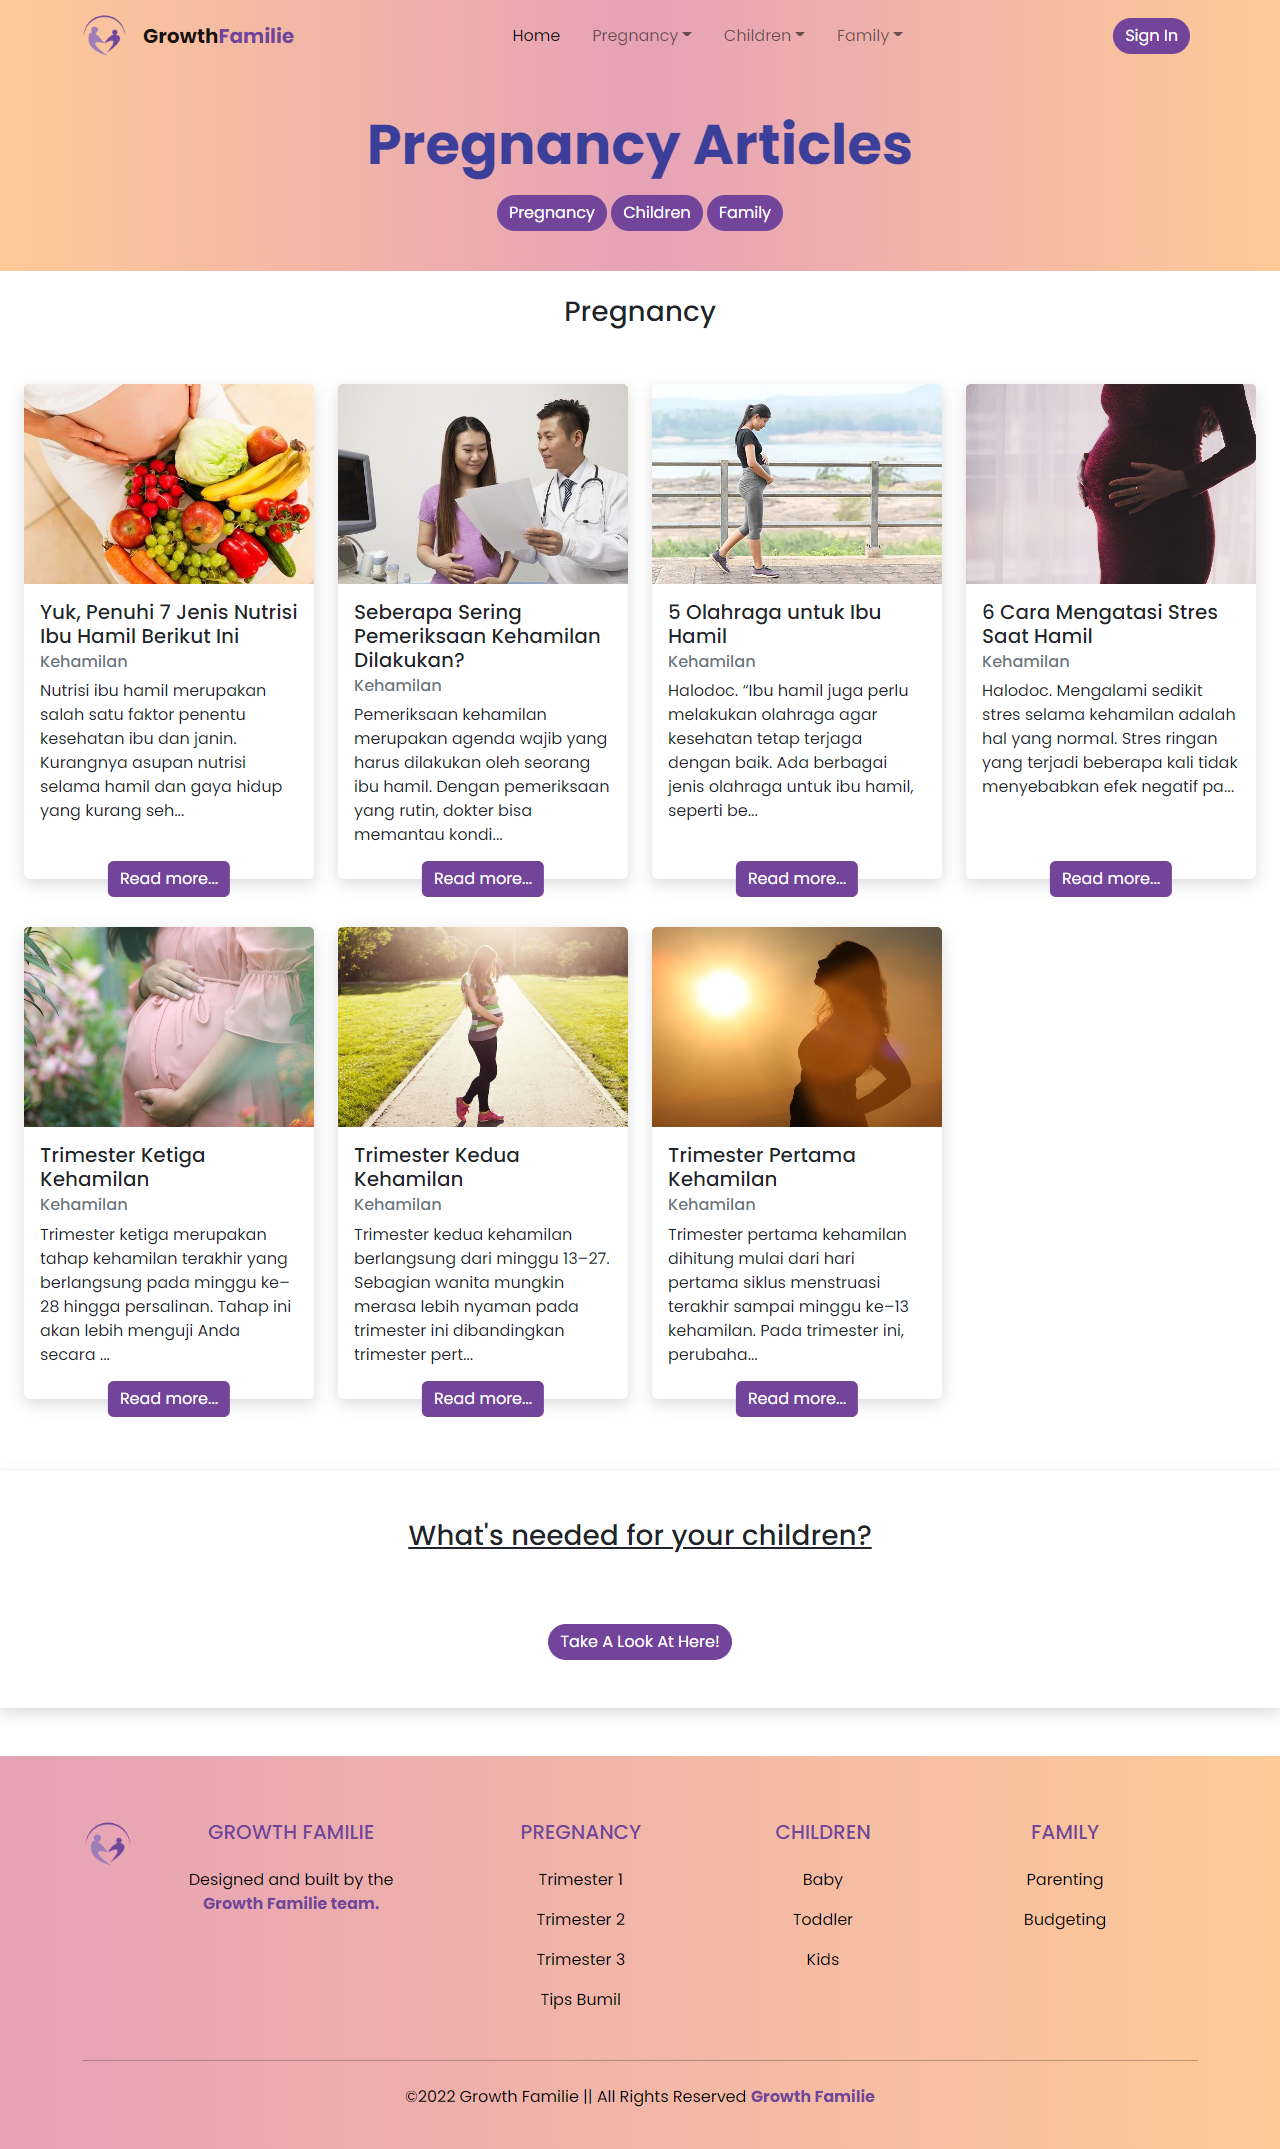 GrowthFamilie
Home
Pregnancy
Children
Family
Sign In
Pregnancy Articles
Pregnancy
Children
Family
Pregnancy
Yuk, Penuhi 7 Jenis Nutrisi
Ibu Hamil Berikut Ini
Kehamilan
Nutrisi ibu hamil merupakan
salah satu faktor penentu
kesehatan ibu dan janin.
Kurangnya asupan nutrisi
selama hamil dan gaya hidup
yang kurang seh...
Read more...
Seberapa Sering
Pemeriksaan Kehamilan
Dilakukan?
Kehamilan
Pemeriksaan kehamilan
merupakan agenda wajib yang
harus dilakukan oleh seorang
ibu hamil. Dengan pemeriksaan
yang rutin, dokter bisa
memantau kondi...
Read more...
5 Olahraga untuk Ibu
Hamil
Kehamilan
Halodoc. “Ibu hamil juga perlu
melakukan olahraga agar
kesehatan tetap terjaga
dengan baik. Ada berbagai
jenis olahraga untuk ibu hamil,
seperti be...
Read more...
6 Cara Mengatasi Stres
Saat Hamil
Kehamilan
Halodoc. Mengalami sedikit
stres selama kehamilan adalah
hal yang normal. Stres ringan
yang terjadi beberapa kali tidak
menyebabkan efek negatif pa...
Read more...
Trimester Ketiga
Kehamilan
Kehamilan
Trimester ketiga merupakan
tahap kehamilan terakhir yang
berlangsung pada minggu ke–
28 hingga persalinan. Tahap ini
akan lebih menguji Anda
secara ...
Read more...
Trimester Kedua
Kehamilan
Kehamilan
Trimester kedua kehamilan
berlangsung dari minggu 13–27.
Sebagian wanita mungkin
merasa lebih nyaman pada
trimester ini dibandingkan
trimester pert...
Read more...
Trimester Pertama
Kehamilan
Kehamilan
Trimester pertama kehamilan
dihitung mulai dari hari
pertama siklus menstruasi
terakhir sampai minggu ke–13
kehamilan. Pada trimester ini,
perubaha...
Read more...
What's needed for your children?
Take A Look At Here!
GROWTH FAMILIE
Designed and built by the
Growth Familie team.
PREGNANCY
Trimester 1
Trimester 2
Trimester 3
Tips Bumil
CHILDREN
Baby
Toddler
Kids
FAMILY
Parenting
Budgeting
©2022 Growth Familie || All Rights Reserved Growth Familie